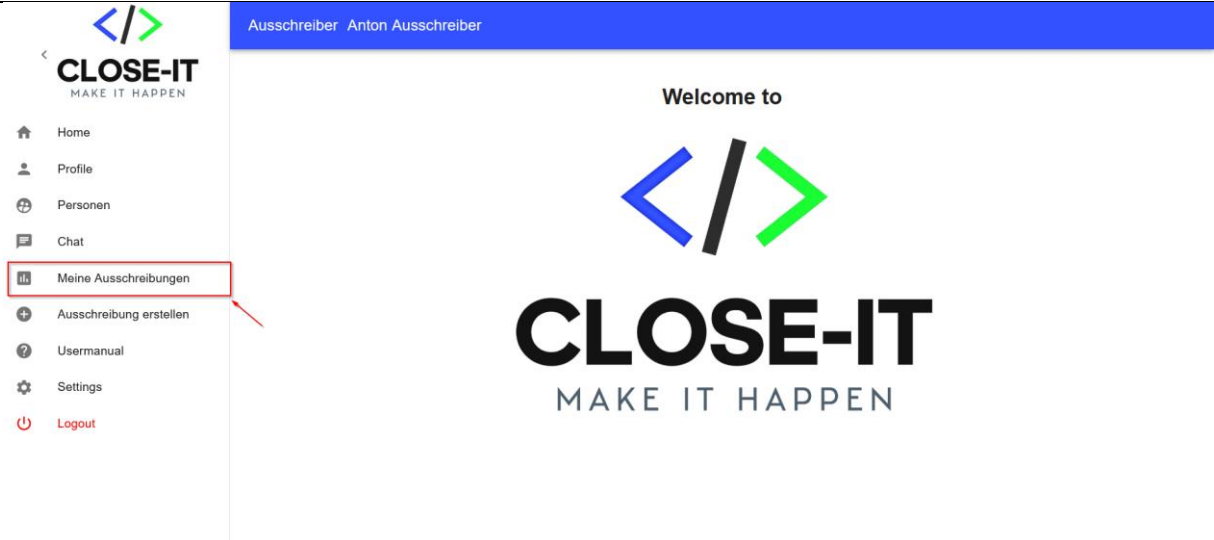 </>
CLOSE-IT
MAKE IT HAPPEN
Home
Profile
Personen
Chat
Meine Ausschreibungen
Ausschreibung erstellen
Usermanual
Settings
Logout
Ausschreiber Anton Ausschreiber
Welcome to
</>
CLOSE-IT
MAKE IT HAPPEN